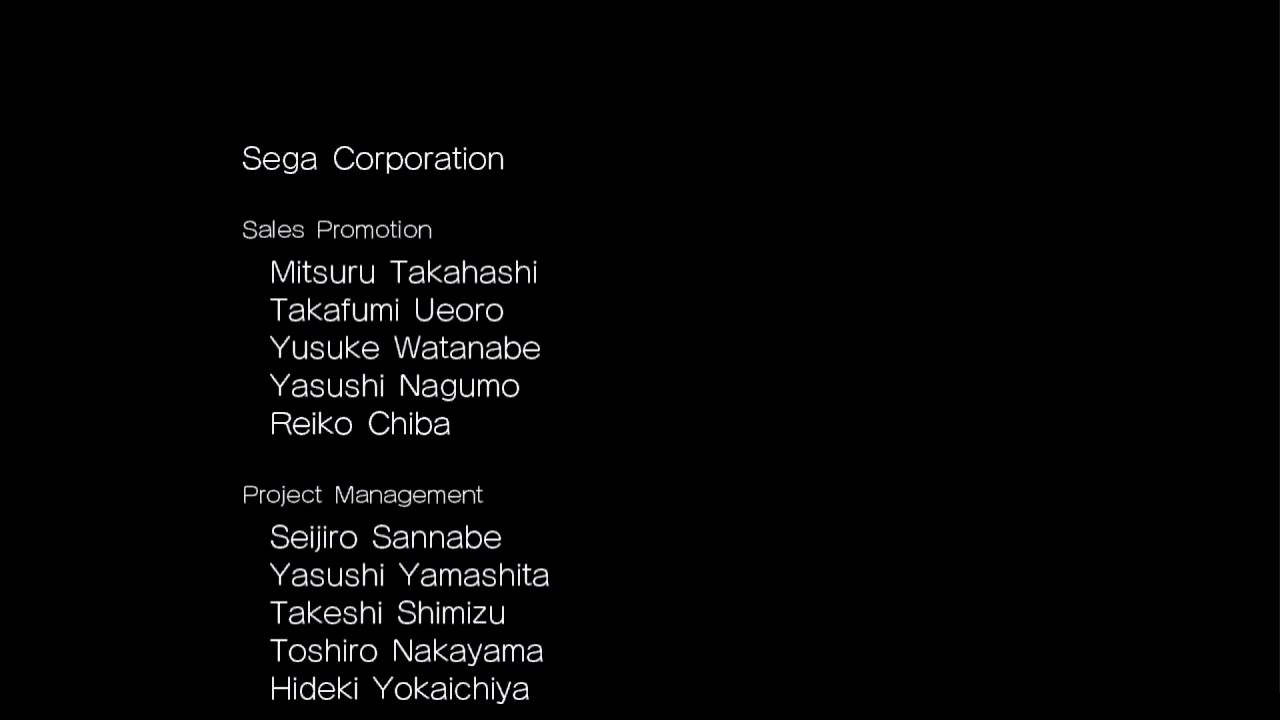 Sega Corporation
Sales Promotion
Mitsuru Takahashi
Takafumi Ueoro
Yusuke Watanabe
Yasushi Nagumo
Reiko Chiba
Project Management
Seijiro Sannabe
Yasushi Yamashita
Takeshi Shimizu
Toshiro Nakayama
Hideki Yokaichiya